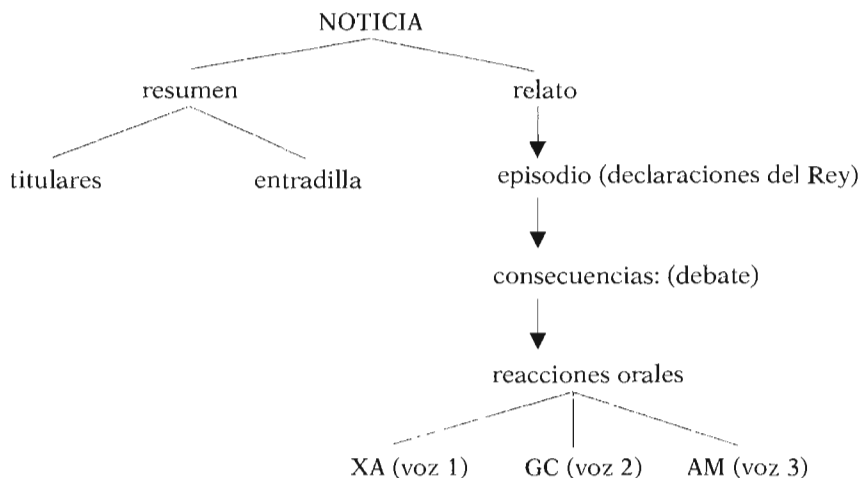 NOTICIA
resumen relato
titulares entradilla episodio (declaraciones del Rey)
consecuencias: (debate)
reacciones orales
XA (voz 1) GC (voz 2) AM (voz 3)